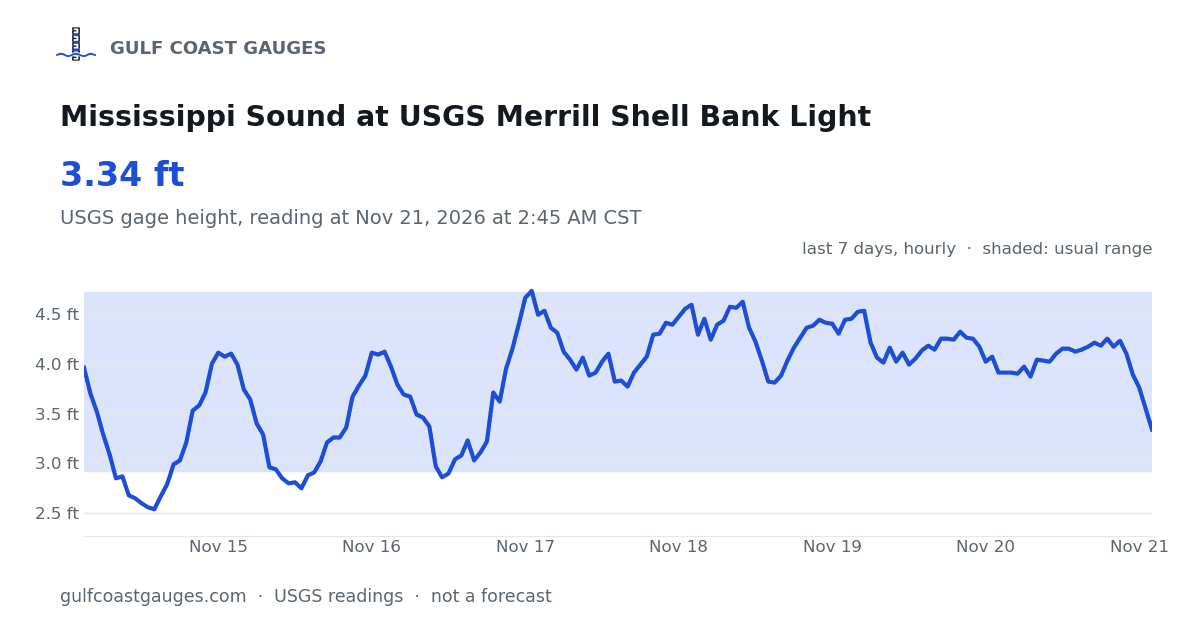 GULF COAST GAUGES
Mississippi Sound at USGS Merrill Shell Bank Light
3.34 ft
USGS gage height, reading at Nov 21, 2026 at 2:45 AM CST
last 7 days, hourly · shaded: usual range
4.5 ft
4.0 ft
3.5 ft
3.0 ft
2.5 ft
Nov 15 Nov 16 Nov 17 Nov 18 Nov 19 Nov 20 Nov 21
gulfcoastgauges.com · USGS readings · not a forecast